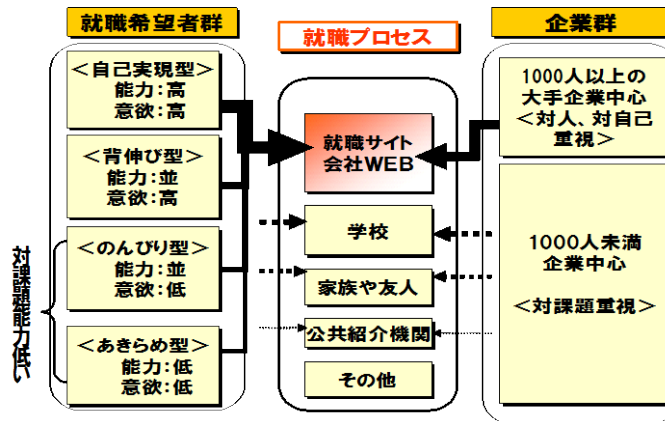 就職希望者群
＜自己実現型＞
能力:高
意欲:高
＜背伸び型＞
能力:並
意欲:高
＜のんびり型＞
能力:並
意欲:低
＜あきらめ型＞
能力:低
意欲:低
対課題能力低い
就職プロセス
就職サイト
会社WEB
学校
家族や友人
公共紹介機関
その他
企業群
1000人以上の
大手企業中心
＜対人、対自己
重視＞
1000人未満
企業中心
＜対課題重視＞